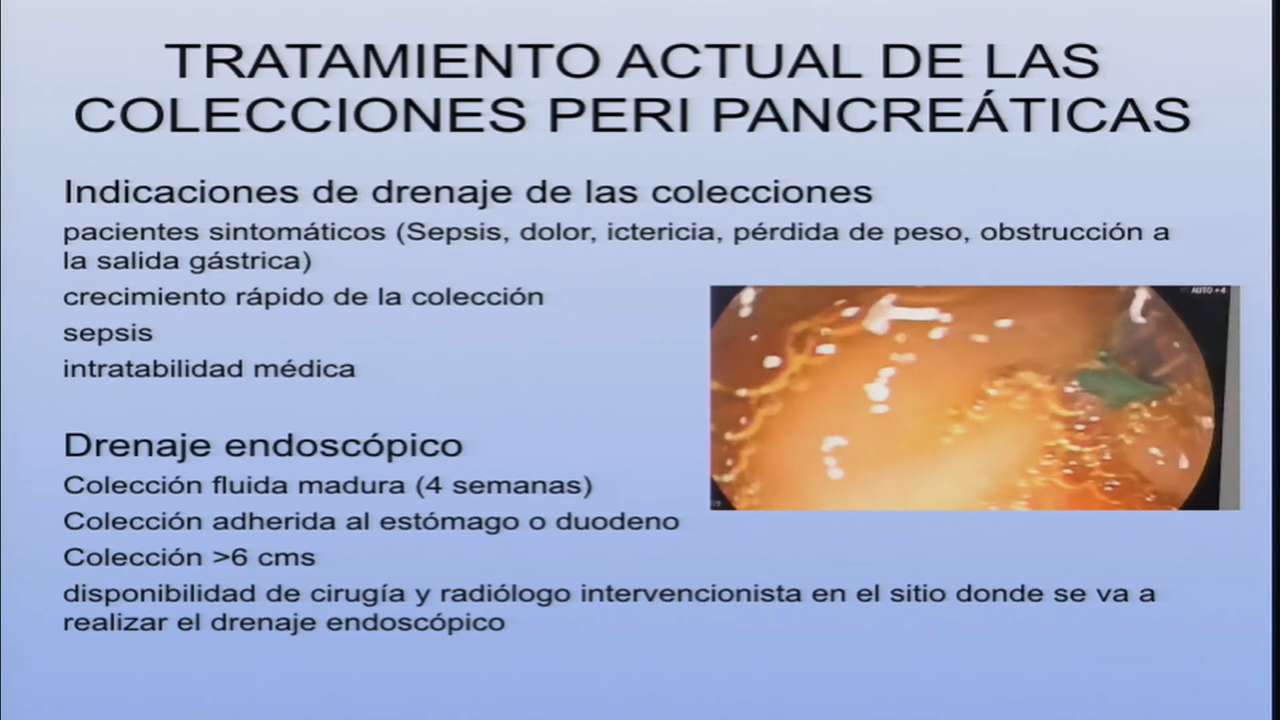 TRATAMIENTO ACTUAL DE LAS
COLECCIONES PERI PANCREÁTICAS
Indicaciones de drenaje de las colecciones
pacientes sintomáticos (Sepsis, dolor, ictericia, pérdida de peso, obstrucción a
la salida gástrica)
crecimiento rápido de la colección
sepsis
intratabilidad médica
AUTO +4
Drenaje endoscópico
Colección fluida madura (4 semanas)
Colección adherida al estómago o duodeno
Colección >6 cms
disponibilidad de cirugía y radiólogo intervencionista en el sitio donde se va a
realizar el drenaje endoscópico